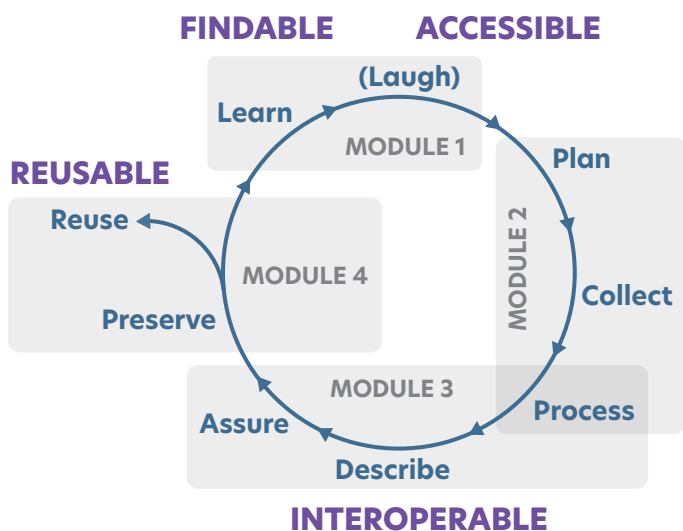 FINDABLE
ACCESSIBLE
(Laugh)
Learn
MODULE 1
Plan
REUSABLE
Reuse
MODULE 2
MODULE 4
Collect
Preserve
MODULE 3
Process
Assure
Describe
INTEROPERABLE